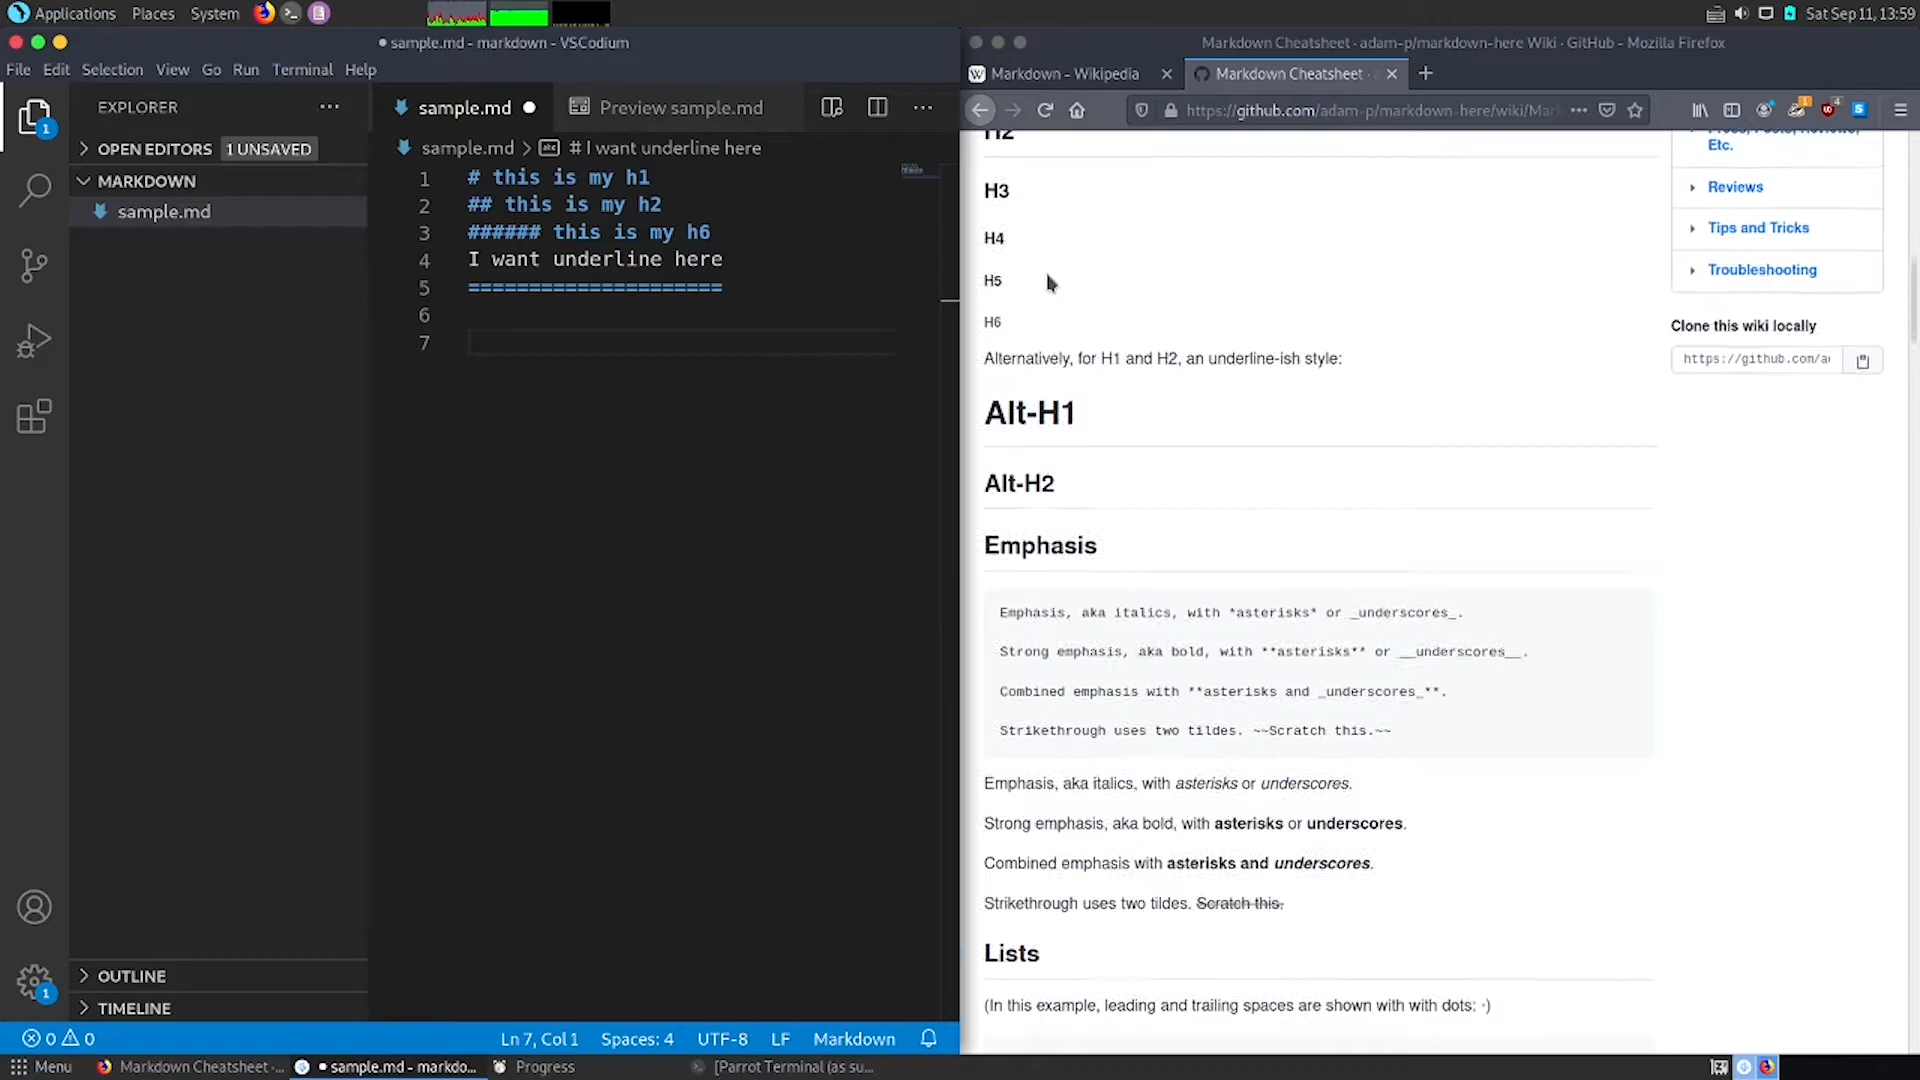 Applications Places System
Sat Sep 11, 13:59
sample.md - markdown - VSCodium
File Edit Selection View Go Run Terminal Help
EXPLORER
OPEN EDITORS 1 UNSAVED
MARKDOWN
sample.md
OUTLINE
TIMELINE
sample.md Preview sample.md
sample.md > # I want underline here
1 # this is my h1
2 ## this is my h2
3 ###### this is my h6
4 I want underline here
5 =====================
6
7
0 0 Ln 7, Col 1 Spaces: 4 UTF-8 LF Markdown
Markdown Cheatsheet · adam-p/markdown-here Wiki · GitHub - Mozilla Firefox
Markdown - Wikipedia Markdown Cheatsheet ·
https://github.com/adam-p/markdown-here/wiki/Mar
H2
H3
H4
H5
H6
Alternatively, for H1 and H2, an underline-ish style:
Alt-H1
Alt-H2
Emphasis
Emphasis, aka italics, with *asterisks* or _underscores_.
Strong emphasis, aka bold, with **asterisks** or __underscores__.
Combined emphasis with **asterisks and _underscores_**.
Strikethrough uses two tildes. ~~Scratch this.~~
Emphasis, aka italics, with asterisks or underscores.
Strong emphasis, aka bold, with asterisks or underscores.
Combined emphasis with asterisks and underscores.
Strikethrough uses two tildes. Scratch this.
Lists
(In this example, leading and trailing spaces are shown with with dots: ·)
Etc.
Reviews
Tips and Tricks
Troubleshooting
Clone this wiki locally
https://github.com/a
Menu Markdown Cheatsheet ·... sample.md - markdo... Progress [Parrot Terminal (as su...